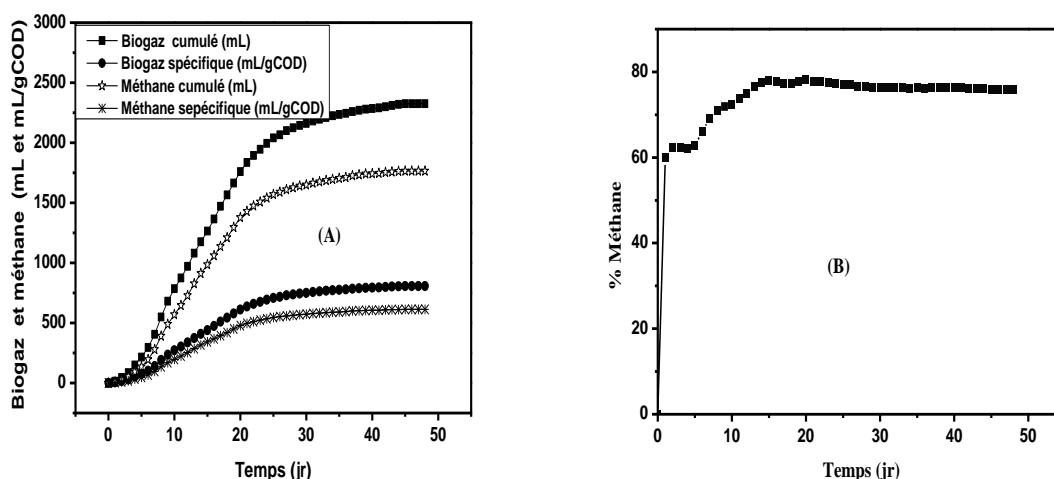 3000
2500
2000
1500
1000
500
0
Biogaz et méthane (mL et mL/gCOD)
Biogaz cumulé (mL)
Biogaz spécifique (mL/gCOD)
Méthane cumulé (mL)
Méthane sepécifique (mL/gCOD)
(A)
0 10 20 30 40 50
Temps (jr)
80
60
40
20
0
% Méthane
(B)
0 10 20 30 40 50
Temps (jr)